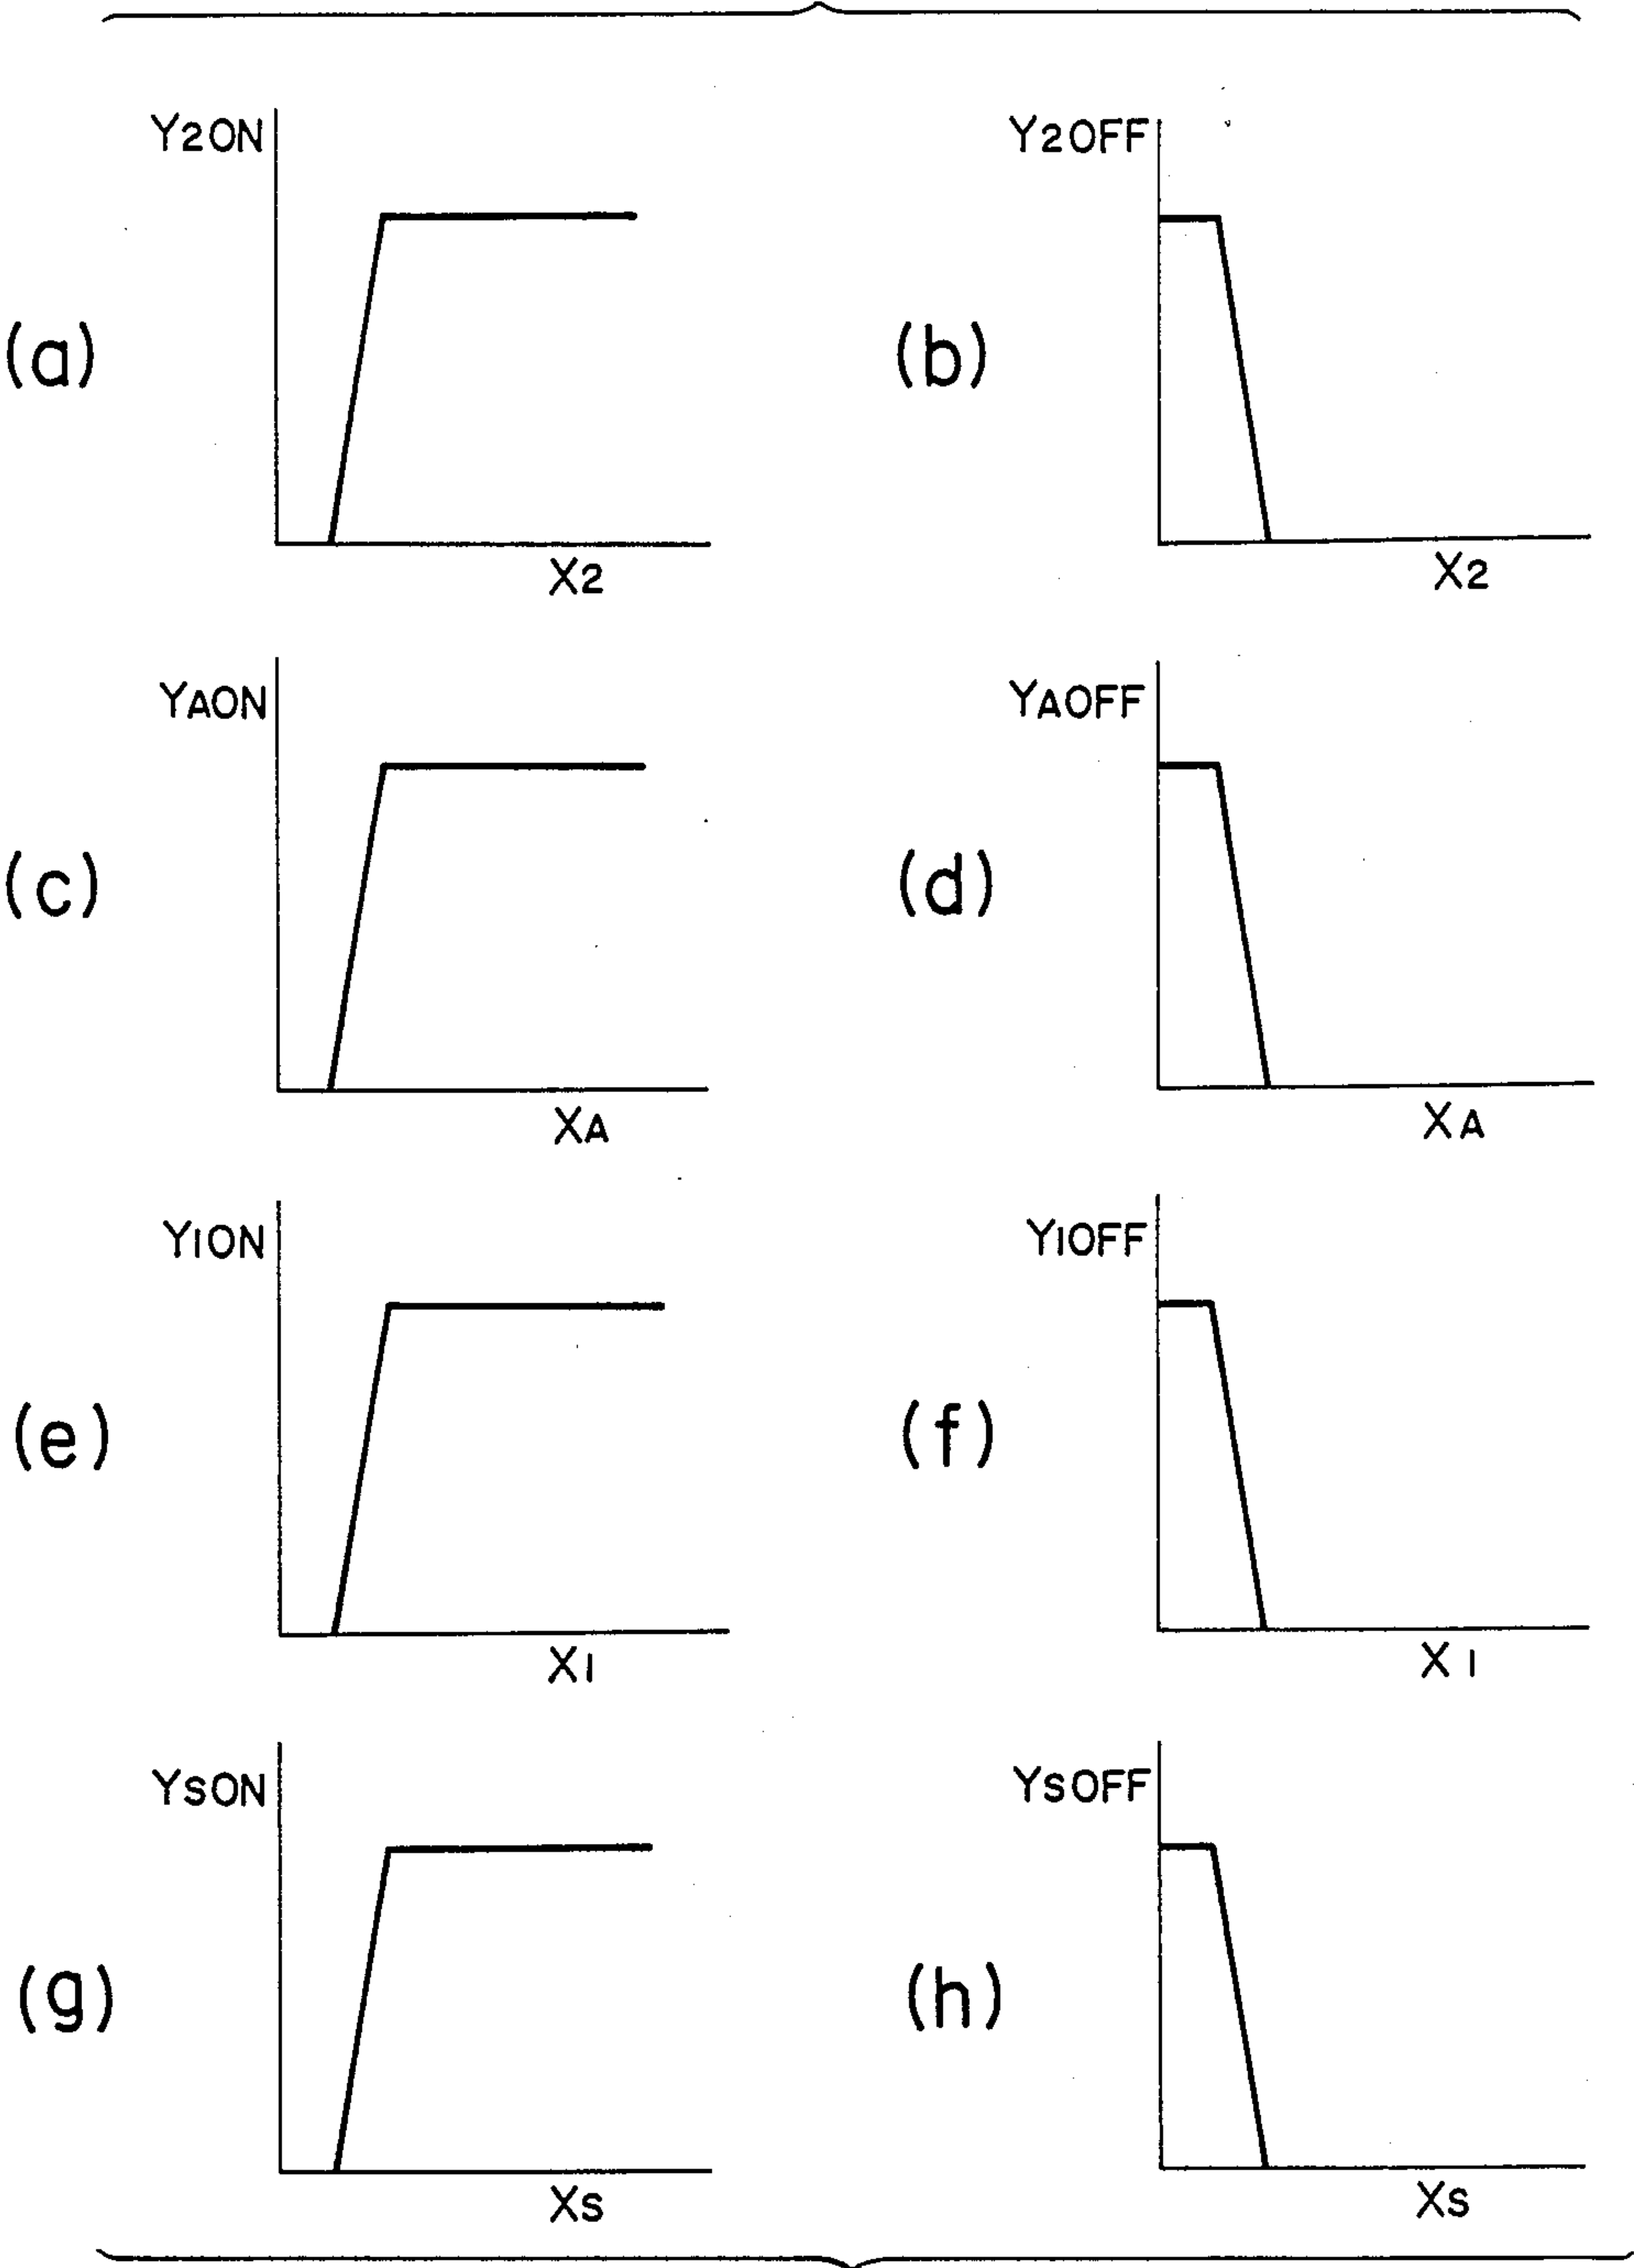 Y2ON
Y2OFF
(a)
(b)
X2
X2
YAON
YAOFF
(c)
(d)
XA
XA
Y1ON
Y1OFF
(e)
(f)
X1
X1
YSON
YSOFF
(g)
(h)
XS
XS